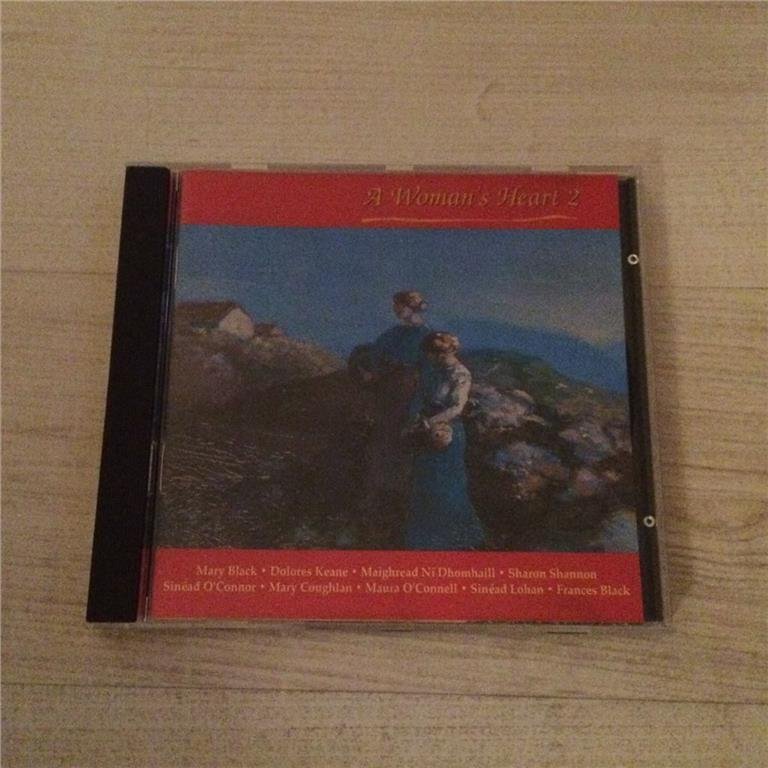 A Woman's Heart 2
Mary Black • Dolores Keane • Maighread Ní Dhomhaill • Sharon Shannon
Sinéad O'Connor • Mary Coughlan • Maura O'Connell • Sinéad Lohan • Frances Black